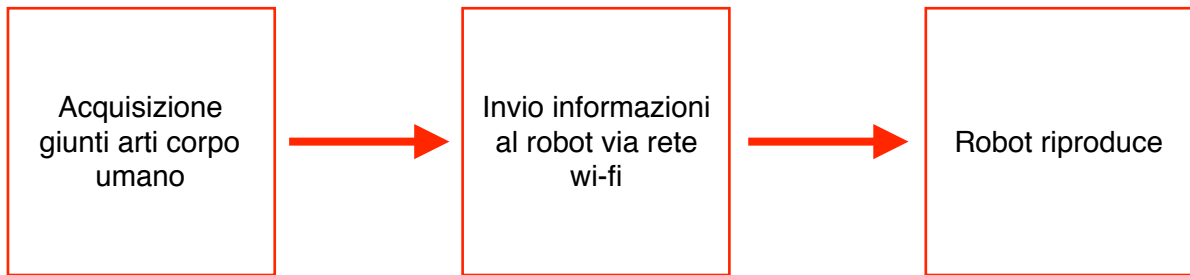 Acquisizione
giunti arti corpo
umano
Invio informazioni
al robot via rete
wi-fi
Robot riproduce